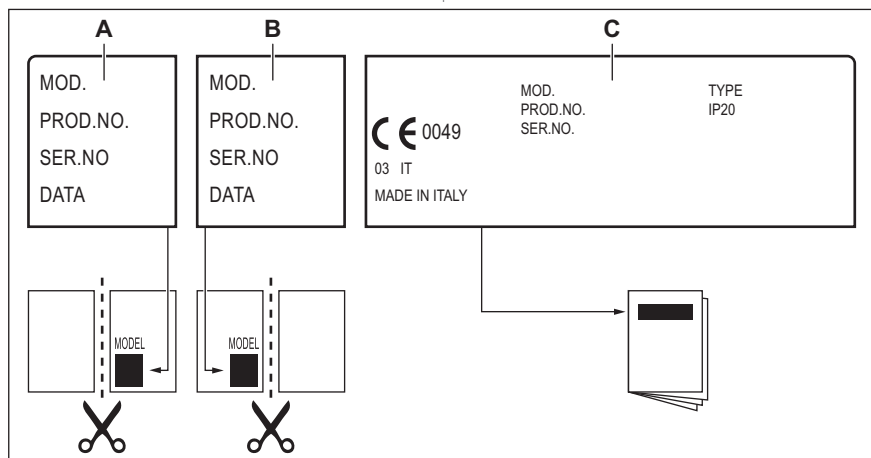 A
B
C
MOD.
PROD.NO.
SER.NO
DATA
MOD.
PROD.NO.
SER.NO
DATA
MOD.
PROD.NO.
SER.NO.
TYPE
IP20
CE 0049
03 IT
MADE IN ITALY
MODEL
MODEL